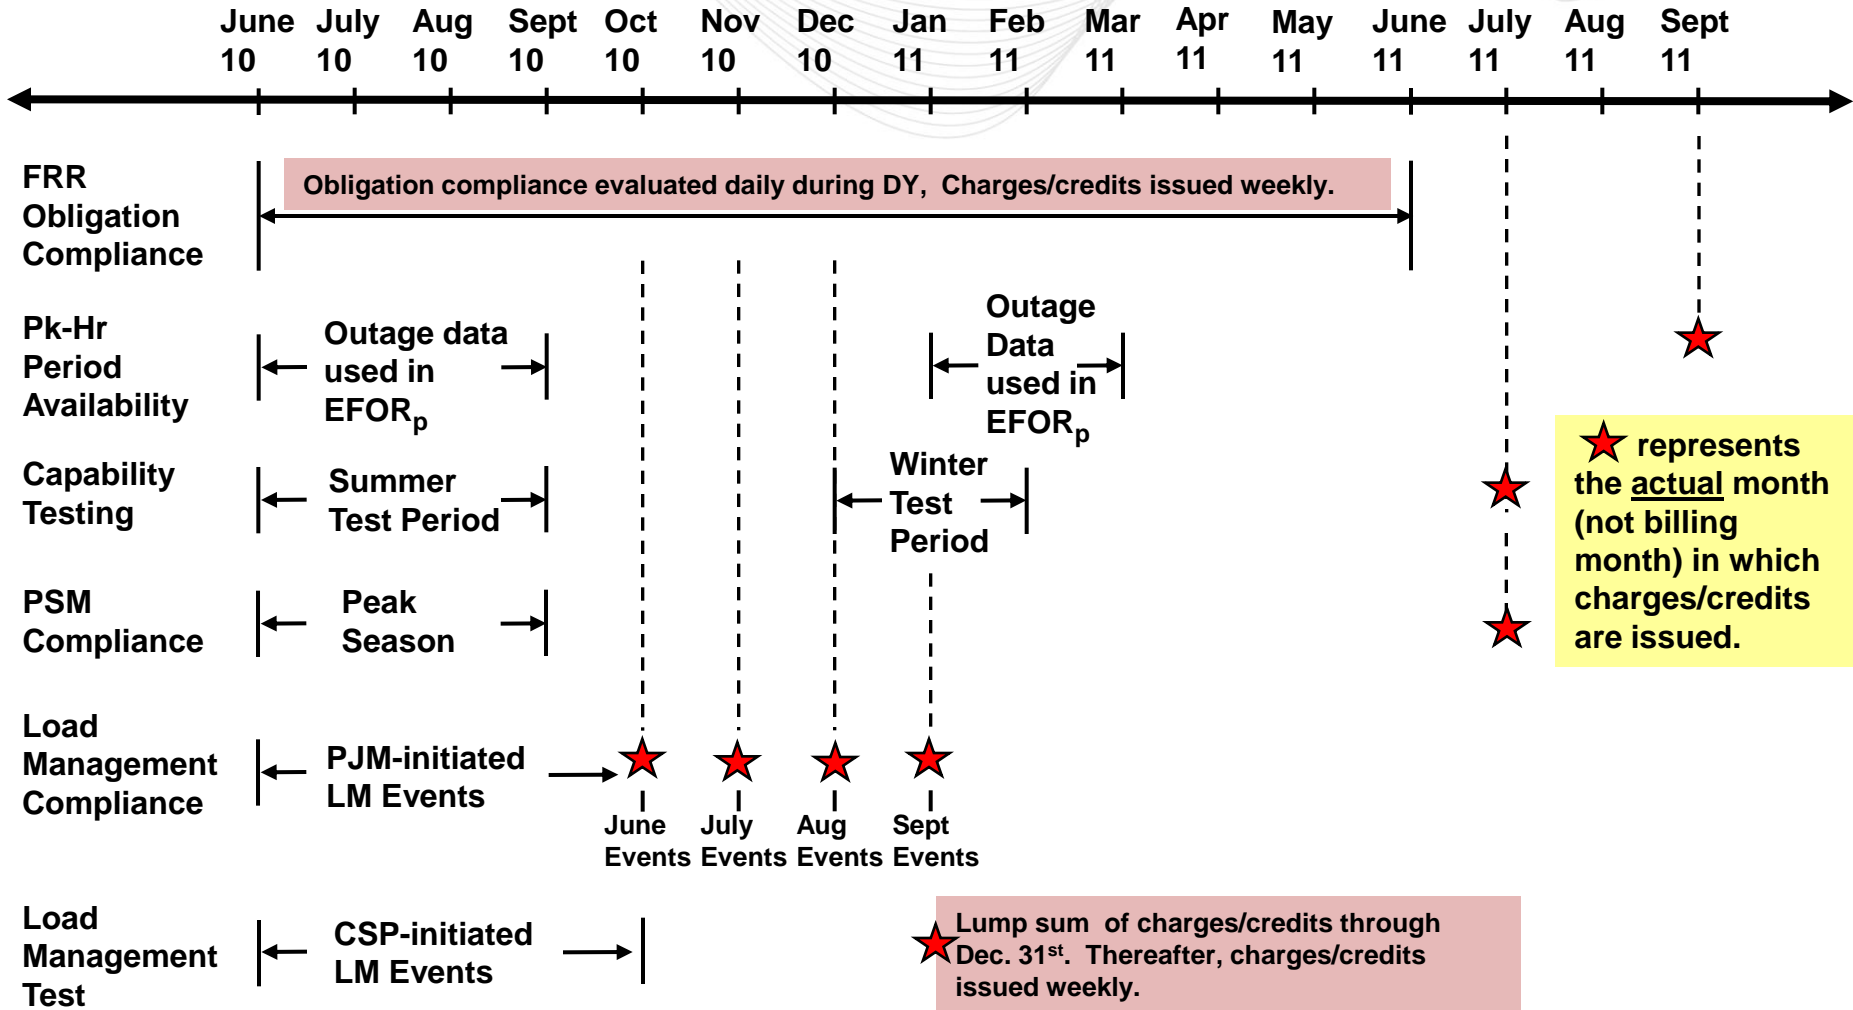 June July Aug Sept Oct Nov Dec Jan Feb Mar Apr May June July Aug Sept
10 10 10 10 10 10 10 11 11 11 11 11 11 11 11 11
FRR
Obligation
Compliance
Obligation compliance evaluated daily during DY, Charges/credits issued weekly.
Pk-Hr
Period
Availability
Outage data
used in
EFORp
Outage
Data
used in
EFORp
Capability
Testing
Summer
Test Period
Winter
Test
Period
represents
the actual month
(not billing
month) in which
charges/credits
are issued.
PSM
Compliance
Peak
Season
Load
Management
Compliance
PJM-initiated
LM Events
June July Aug Sept
Events Events Events Events
Load
Management
Test
CSP-initiated
LM Events
Lump sum of charges/credits through
Dec. 31st. Thereafter, charges/credits
issued weekly.